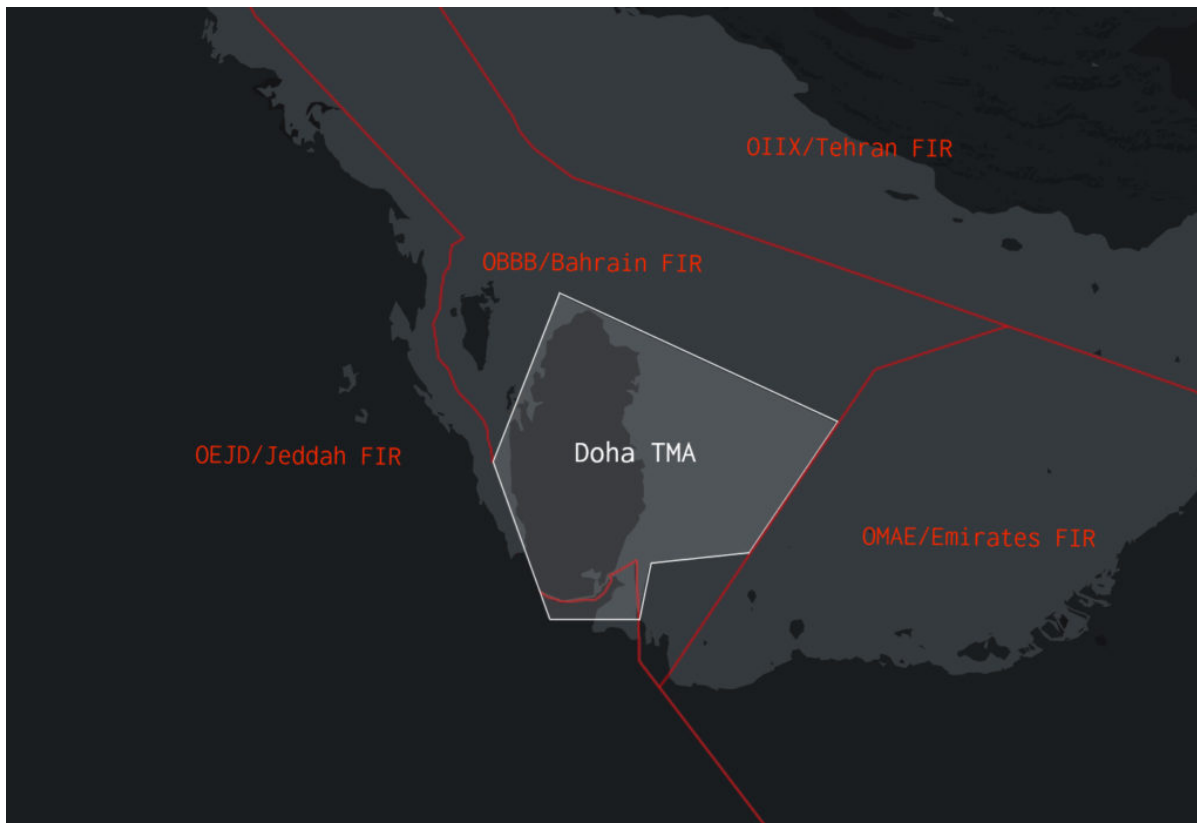 OIIX/Tehran FIR
OBBB/Bahrain FIR
Doha TMA
OEJD/Jeddah FIR
OMAE/Emirates FIR